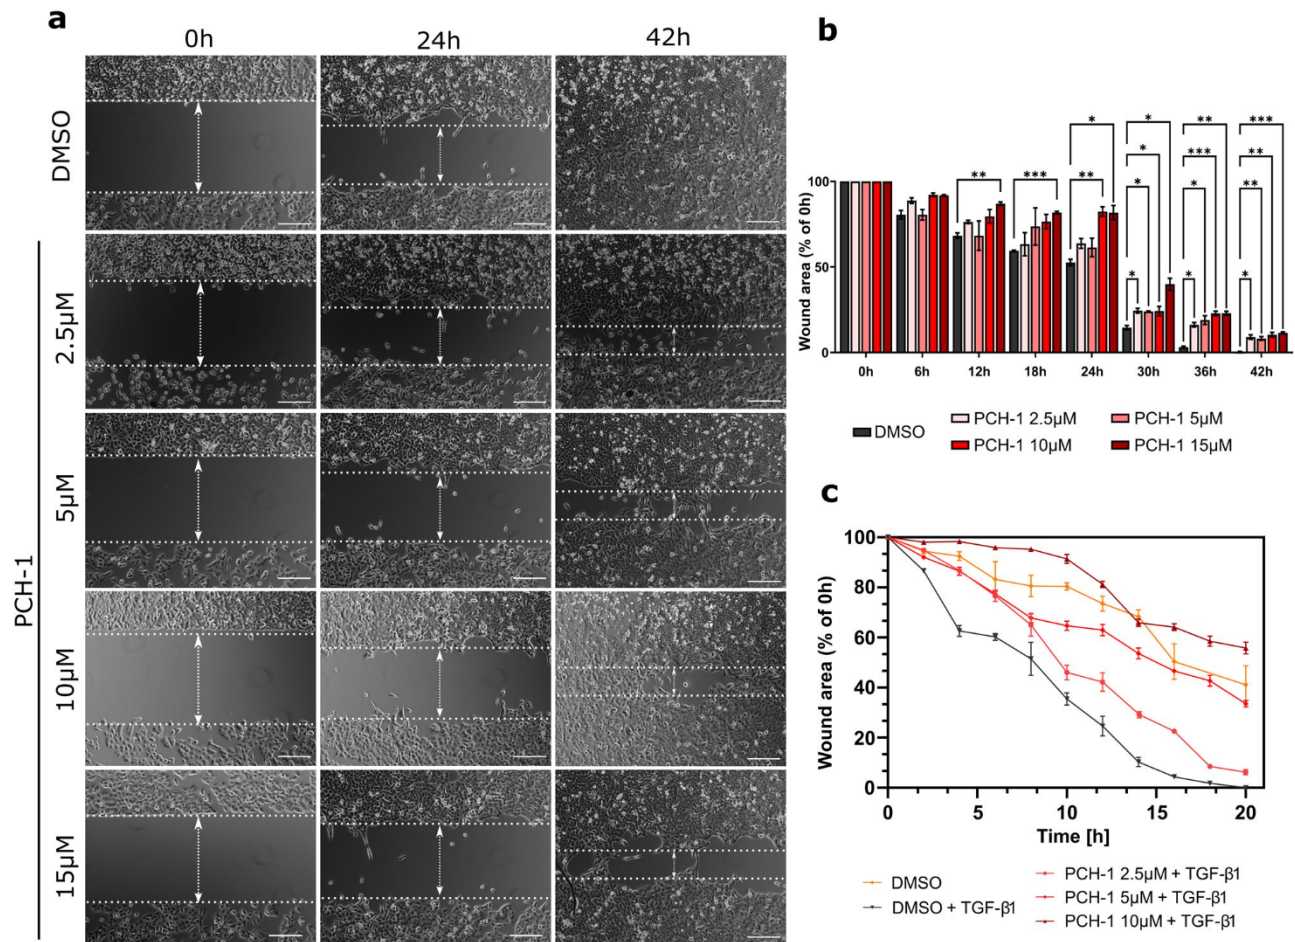 a
0h 24h 42h
DMSO
PCH-1
2.5µM
5µM
10µM
15µM
b
Wound area (% of 0h)
100
50
0
** *** * ** * * * * ** *** * * *** ** ** *
0h 6h 12h 18h 24h 30h 36h 42h
DMSO PCH-1 2.5µM PCH-1 5µM
PCH-1 10µM PCH-1 15µM
c
Wound area (% of 0h)
100
80
60
40
20
0
0 5 10 15 20
Time [h]
DMSO
DMSO + TGF-β1
PCH-1 2.5µM + TGF-β1
PCH-1 5µM + TGF-β1
PCH-1 10µM + TGF-β1